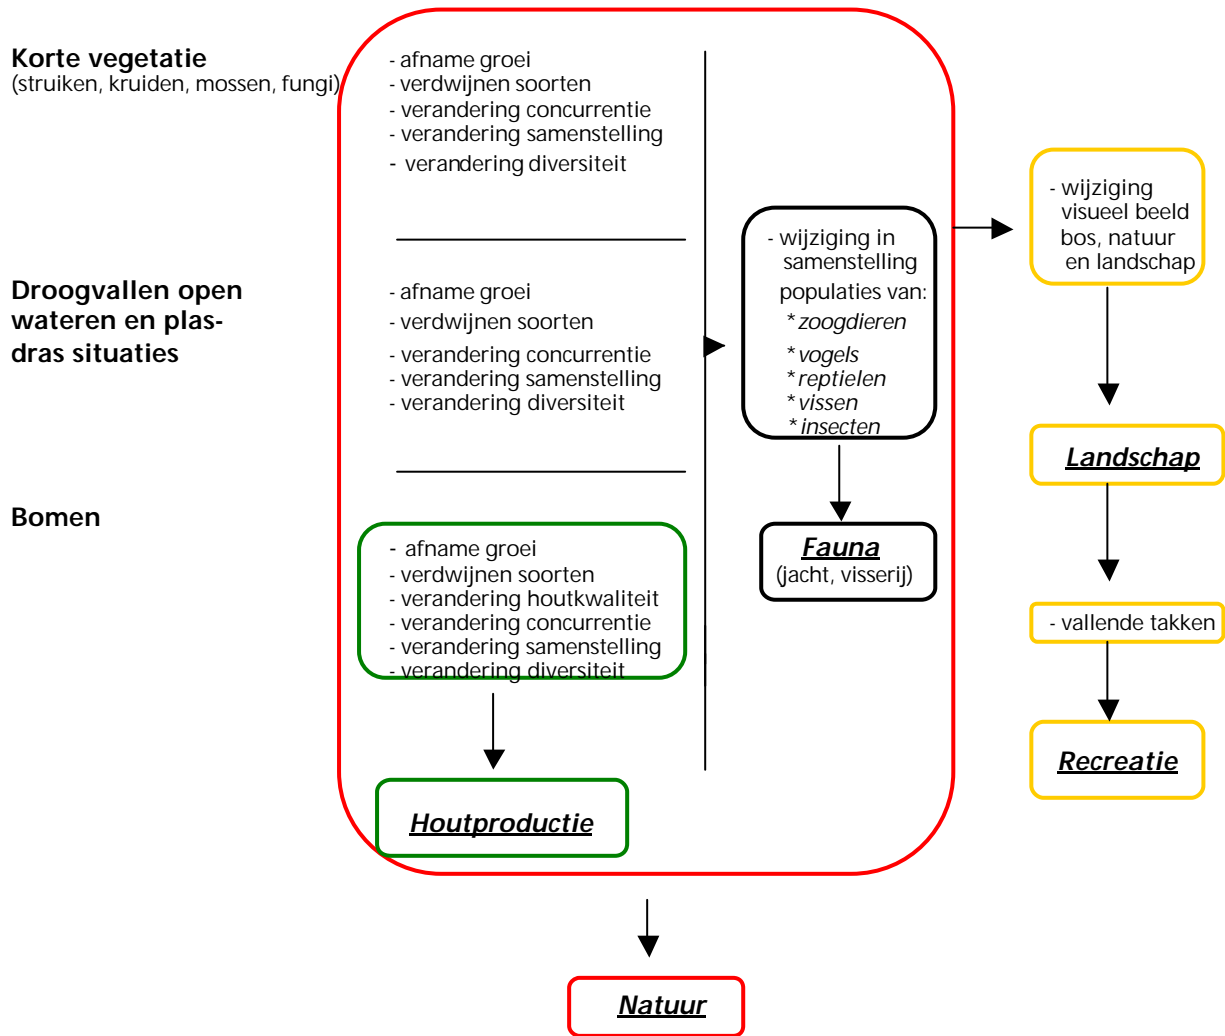 Korte vegetatie
(struiken, kruiden, mossen, fungi)
- afname groei
- verdwijnen soorten
- verandering concurrentie
- verandering samenstelling
- verandering diversiteit
Droogvallen open
wateren en plas-
dras situaties
- afname groei
- verdwijnen soorten
- verandering concurrentie
- verandering samenstelling
- verandering diversiteit
Bomen
- afname groei
- verdwijnen soorten
- verandering houtkwaliteit
- verandering concurrentie
- verandering samenstelling
- verandering diversiteit
Houtproductie
- wijziging in
samenstelling
populaties van:
* zoogdieren
* vogels
* reptielen
* vissen
* insecten
Fauna
(jacht, visserij)
- wijziging
visueel beeld
bos, natuur
en landschap
Landschap
- vallende takken
Recreatie
Natuur